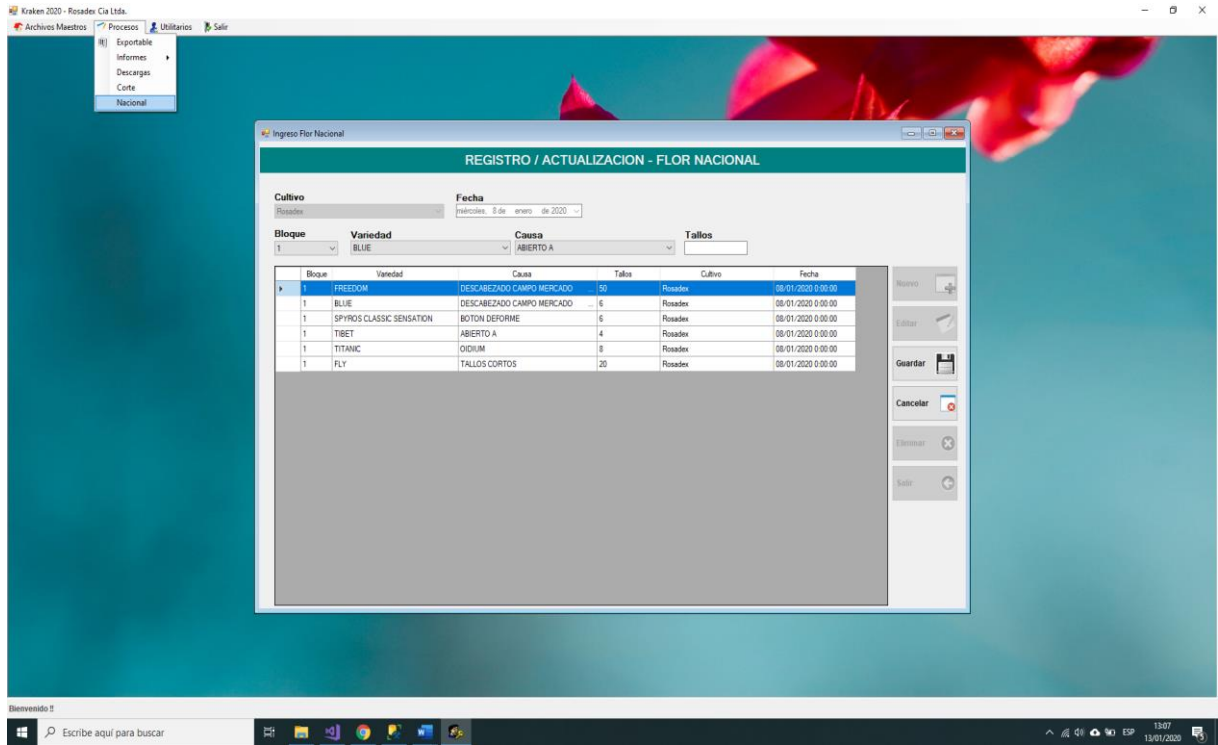 Kraken 2020 - Rosadex Cia Ltda.
Archivos Maestros Procesos Utilitarios Salir
Exportable
Informes
Descargas
Corte
Nacional
Ingreso Flor Nacional
REGISTRO / ACTUALIZACION - FLOR NACIONAL
Cultivo Fecha
Rosadex miércoles, 8 de enero de 2020
Bloque Variedad Causa Tallos
1 BLUE ABIERTO A
Bloque Variedad Causa Tallos Cultivo Fecha
1 FREEDOM DESCABEZADO CAMPO MERCADO ... 50 Rosadex 08/01/2020 0:00:00
1 BLUE DESCABEZADO CAMPO MERCADO ... 6 Rosadex 08/01/2020 0:00:00
1 SPYROS CLASSIC SENSATION BOTON DEFORME 6 Rosadex 08/01/2020 0:00:00
1 TIBET ABIERTO A 4 Rosadex 08/01/2020 0:00:00
1 TITANIC OIDIUM 8 Rosadex 08/01/2020 0:00:00
1 FLY TALLOS CORTOS 20 Rosadex 08/01/2020 0:00:00
Nuevo
Editar
Guardar
Cancelar
Eliminar
Salir
Bienvenido !!
Escribe aquí para buscar
ESP
13:07
13/01/2020